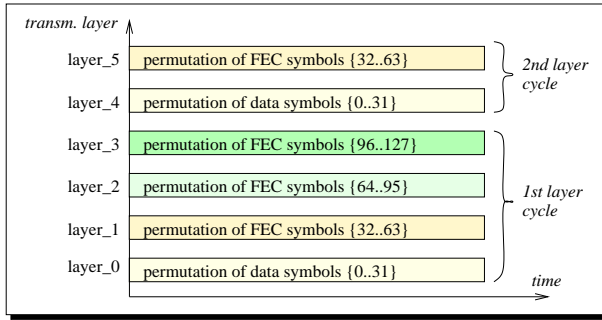 transm. layer
layer_5 permutation of FEC symbols {32..63}
2nd layer
cycle
layer_4 permutation of data symbols {0..31}
layer_3 permutation of FEC symbols {96..127}
layer_2 permutation of FEC symbols {64..95}
1st layer
cycle
layer_1 permutation of FEC symbols {32..63}
layer_0 permutation of data symbols {0..31}
time